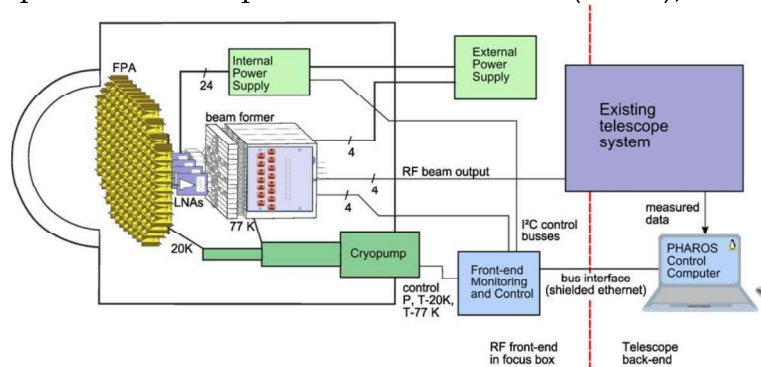 FPA
24
Internal
Power
Supply
External
Power
Supply
beam former
4
LNAs
RF beam output
4
4
77 K
20K
Cryopump
control
P, T-20K,
T-77 K
Front-end
Monitoring
and Control
I²C control
busses
Existing
telescope
system
measured
data
PHAROS
Control
Computer
bus interface
(shielded ethernet)
RF front-end
in focus box
Telescope
back-end